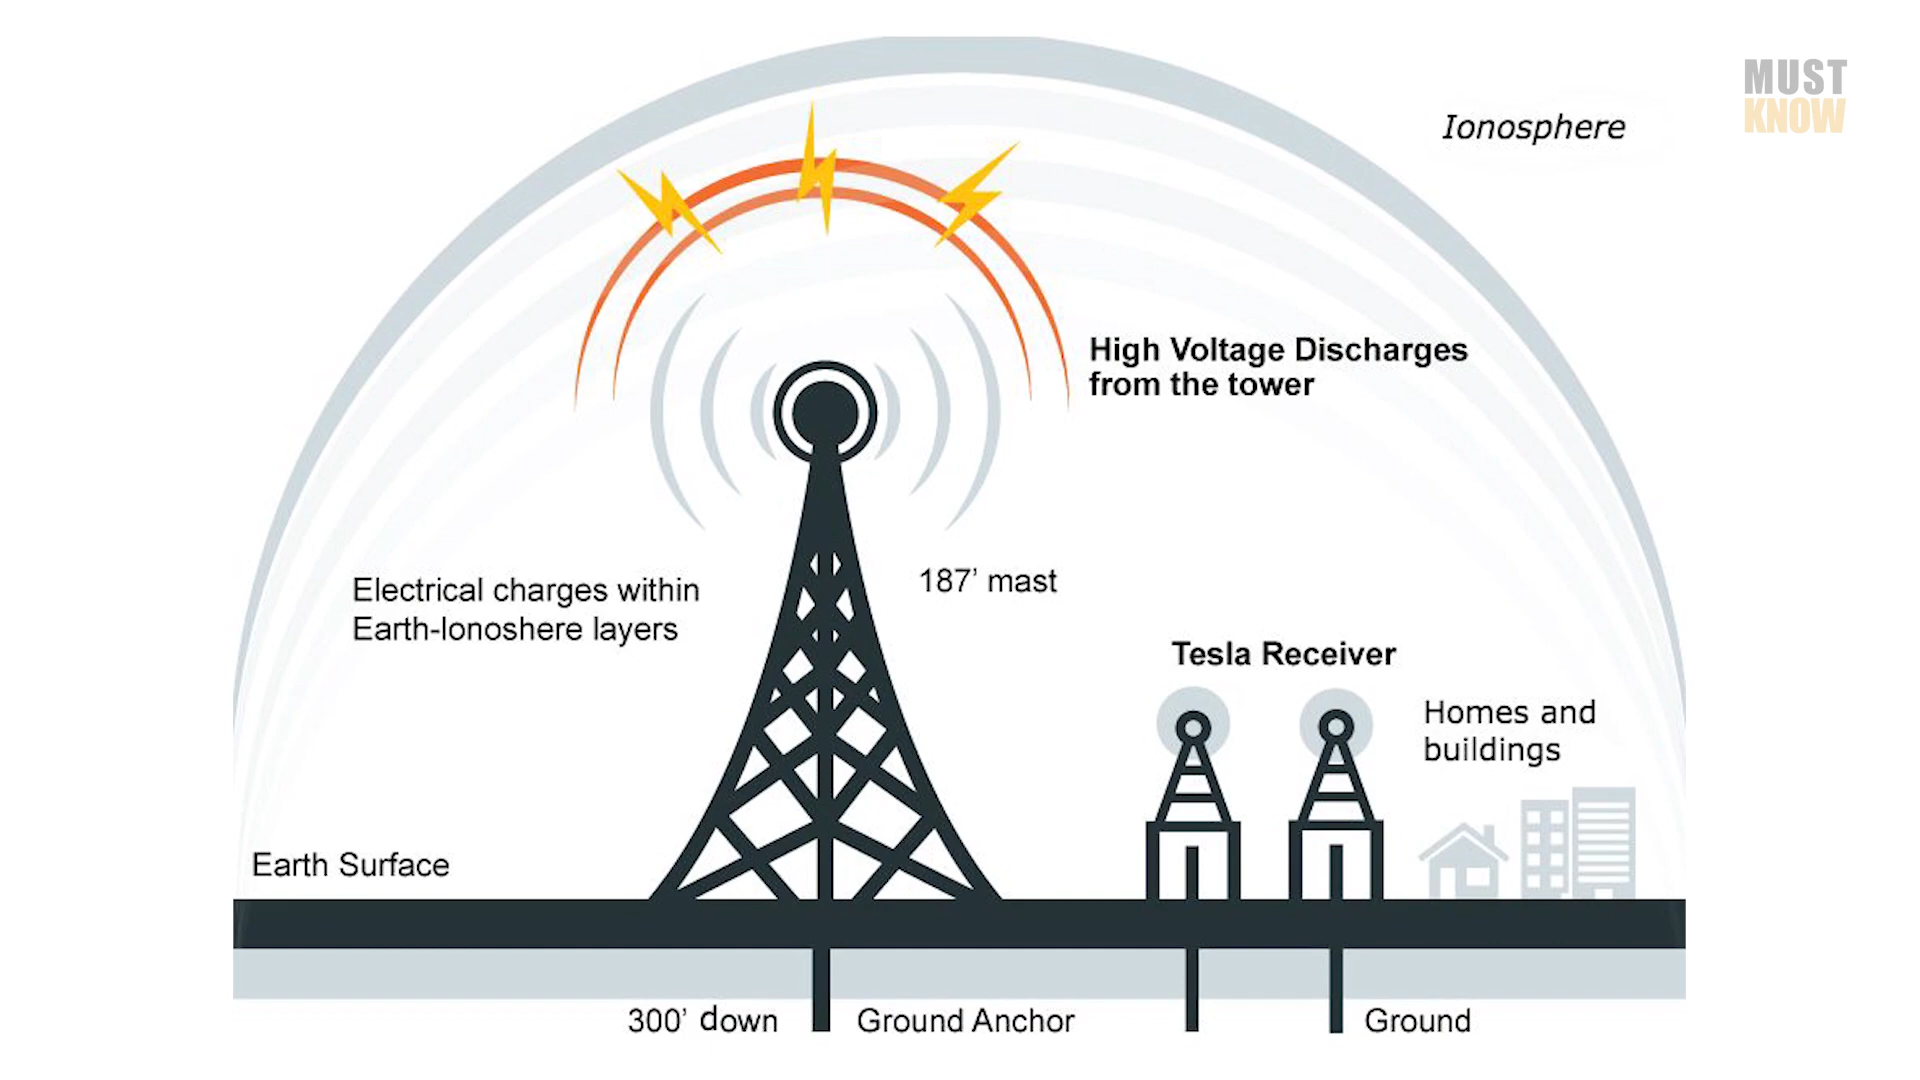 MUST
KNOW
Ionosphere
High Voltage Discharges
from the tower
Electrical charges within
Earth-Ionoshere layers
187’ mast
Tesla Receiver
Homes and
buildings
Earth Surface
300’ down
Ground Anchor
Ground